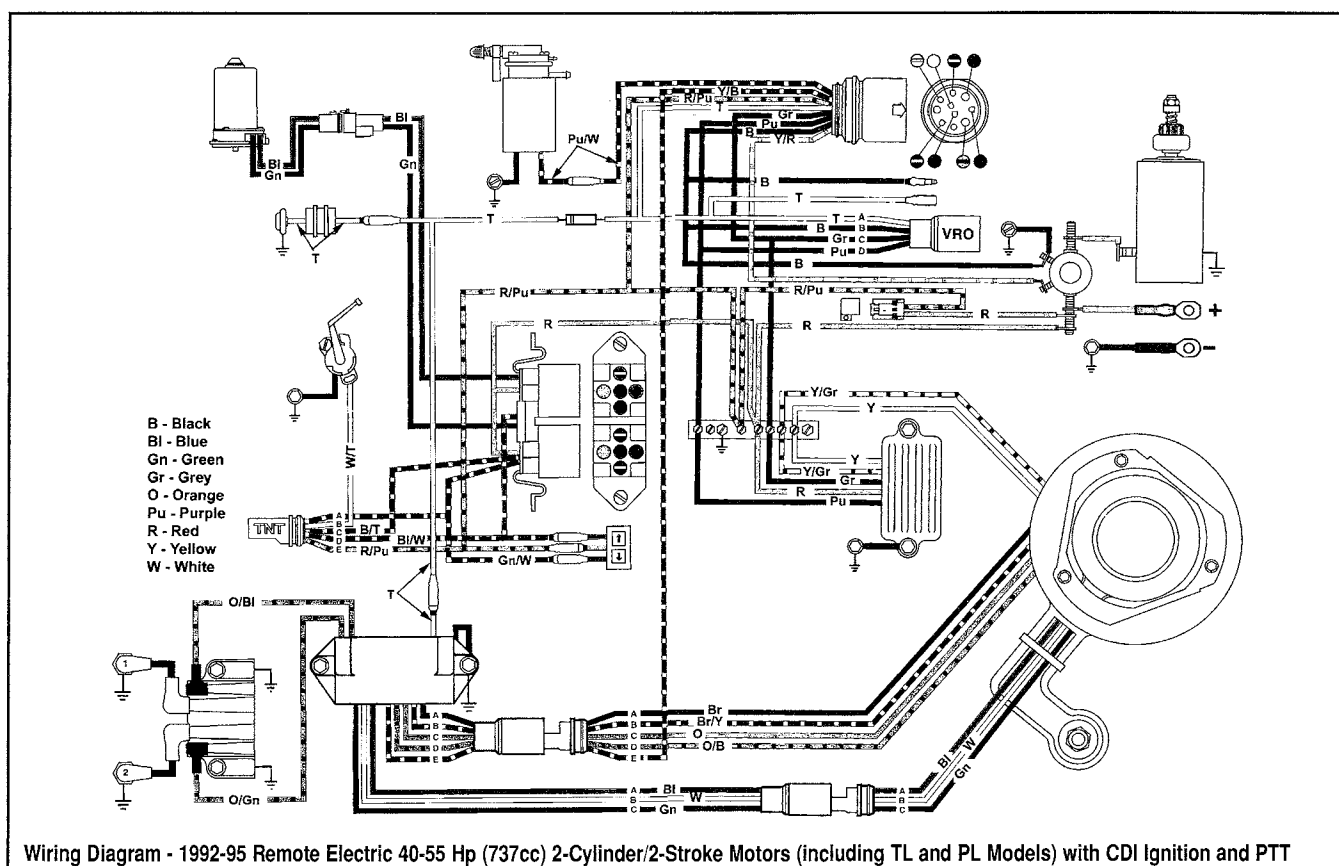 Y/B
R/Pu
T
Bl
Gr
Pu
B
Y/R
Pu/W
Bl
Gn
Gn
B
T
T
T
A
B
B
Gr
C
Pu
D
VRO
T
B
R/Pu
R/Pu
R
R
R
+
-
Y/Gr
Y
W/T
B - Black
Bl - Blue
Gn - Green
Gr - Grey
O - Orange
Pu - Purple
R - Red
Y - Yellow
W - White
Y
Y/Gr
Gr
R
Pu
TNT
A
B
C
D
E
B/T
Bl/W
R/Pu
Gn/W
T
O/Bl
1
2
O/Gn
A
B
C
D
E
A
B
C
D
E
Br
Br/Y
O
O/B
Bl
W
Gn
A
B
C
Bl
W
Gn
A
B
C
Wiring Diagram - 1992-95 Remote Electric 40-55 Hp (737cc) 2-Cylinder/2-Stroke Motors (including TL and PL Models) with CDI Ignition and PTT